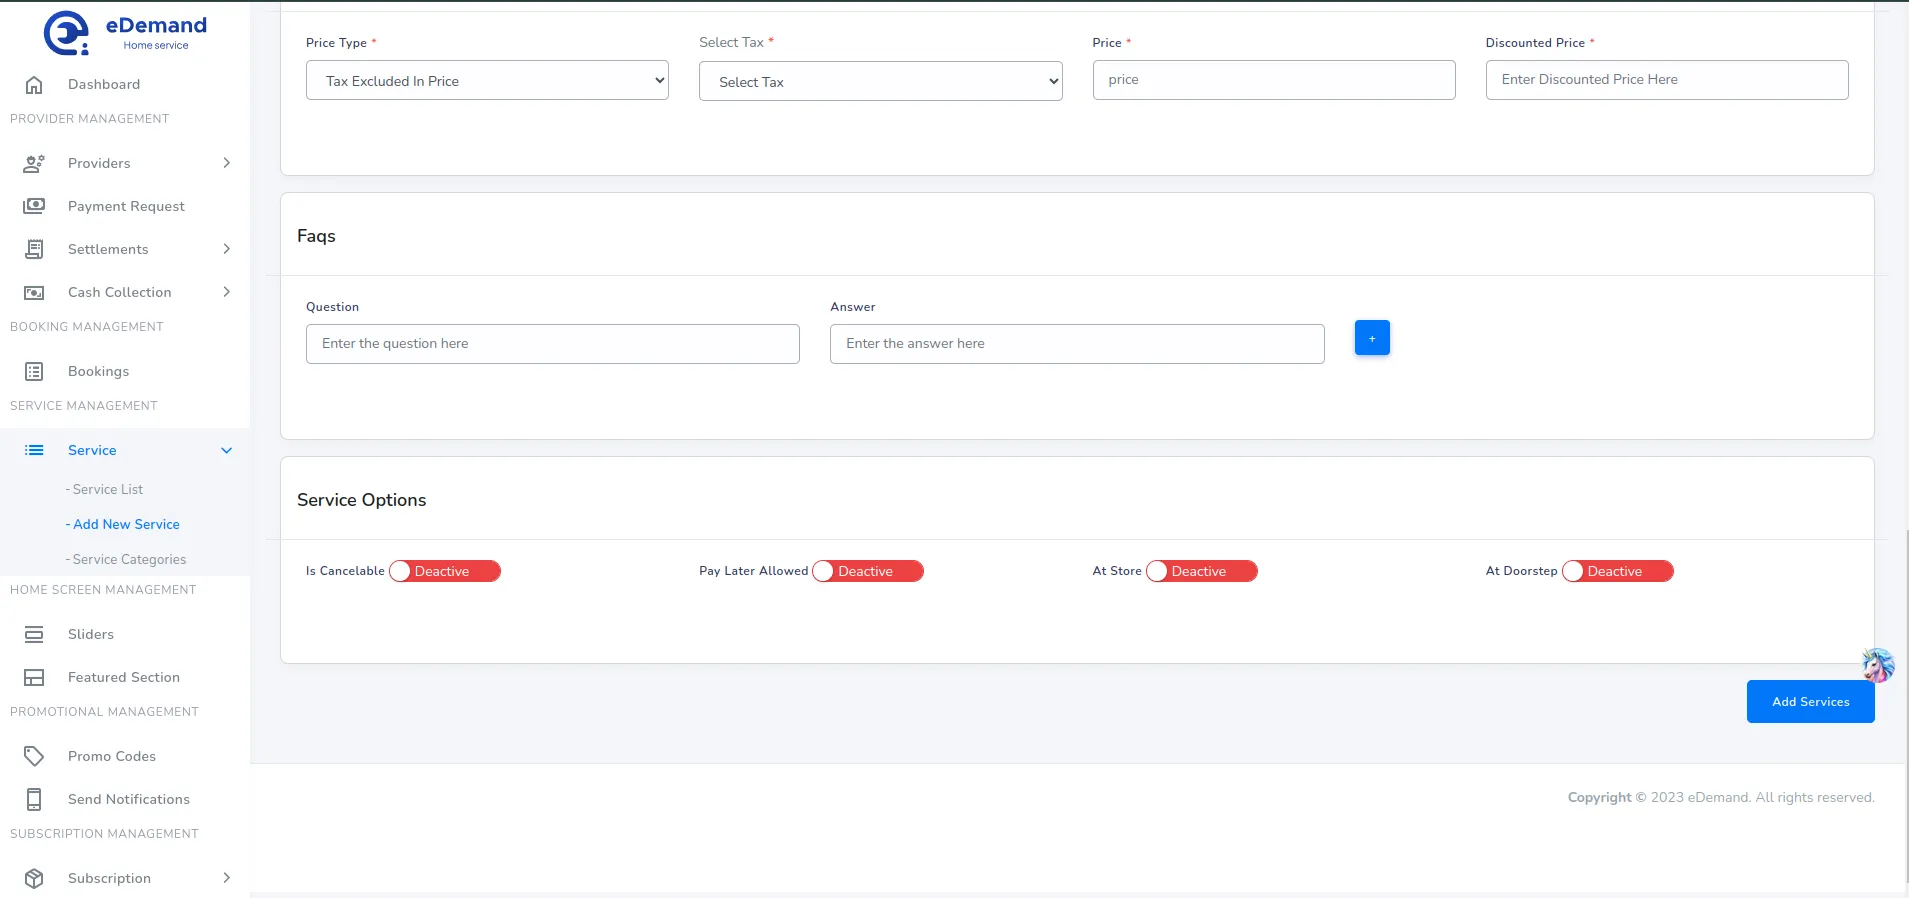 eDemand
Home service
Dashboard
PROVIDER MANAGEMENT
Providers
Payment Request
Settlements
Cash Collection
BOOKING MANAGEMENT
Bookings
SERVICE MANAGEMENT
Service
- Service List
- Add New Service
- Service Categories
HOME SCREEN MANAGEMENT
Sliders
Featured Section
PROMOTIONAL MANAGEMENT
Promo Codes
Send Notifications
SUBSCRIPTION MANAGEMENT
Subscription
Price Type * Select Tax * Price * Discounted Price *
Tax Excluded In Price Select Tax price Enter Discounted Price Here
Faqs
Question Answer
Enter the question here Enter the answer here +
Service Options
Is Cancelable Deactive Pay Later Allowed Deactive At Store Deactive At Doorstep Deactive
Add Services
Copyright © 2023 eDemand. All rights reserved.